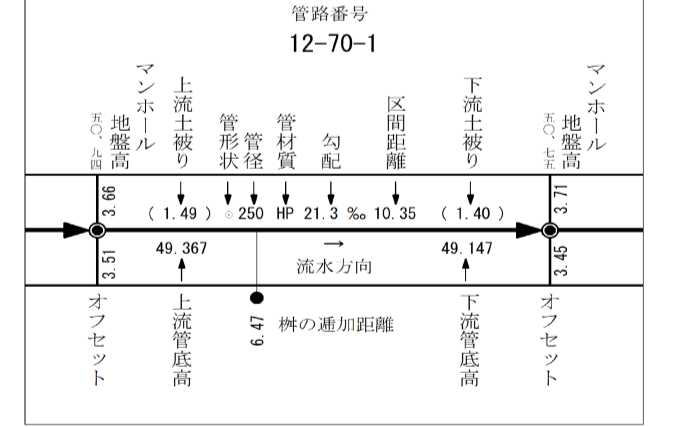 管路番号
12-70-1
マンホール
地盤高
五〇、九四
上流土被り
管形状
管径
管材質
勾配
区間距離
下流土被り
マンホール
地盤高
五〇、七五
3.66
(1.49) ◎ 250 HP 21.3 ‰ 10.35 (1.40)
3.71
3.51
49.367
→
流水方向
49.147
3.45
オフセット
上流管底高
6.47
桝の逓加距離
下流管底高
オフセット